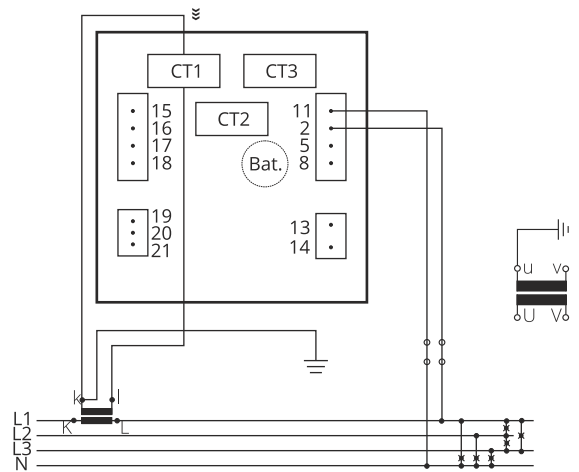 CT1
CT3
CT2
15
16
17
18
11
2
5
8
Bat.
19
20
21
13
14
u v
U V
k l
K L
L1
L2
L3
N